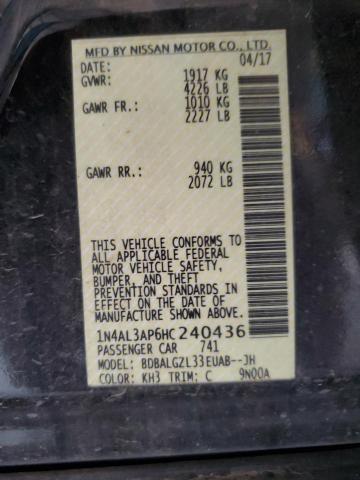 MFD BY NISSAN MOTOR CO., LTD.
DATE: 04/17
GVWR: 1917 KG
4226 LB
GAWR FR.: 1010 KG
2227 LB
GAWR RR.: 940 KG
2072 LB
THIS VEHICLE CONFORMS TO
ALL APPLICABLE FEDERAL
MOTOR VEHICLE SAFETY,
BUMPER, AND THEFT
PREVENTION STANDARDS
IN EFFECT ON THE DATE OF
MANUFACTURE SHOWN ABOVE.
1N4AL3AP6HC240436
PASSENGER CAR 741
MODEL: BDBALGZL33EUAB--JH
COLOR: KH3 TRIM: C 9N00A